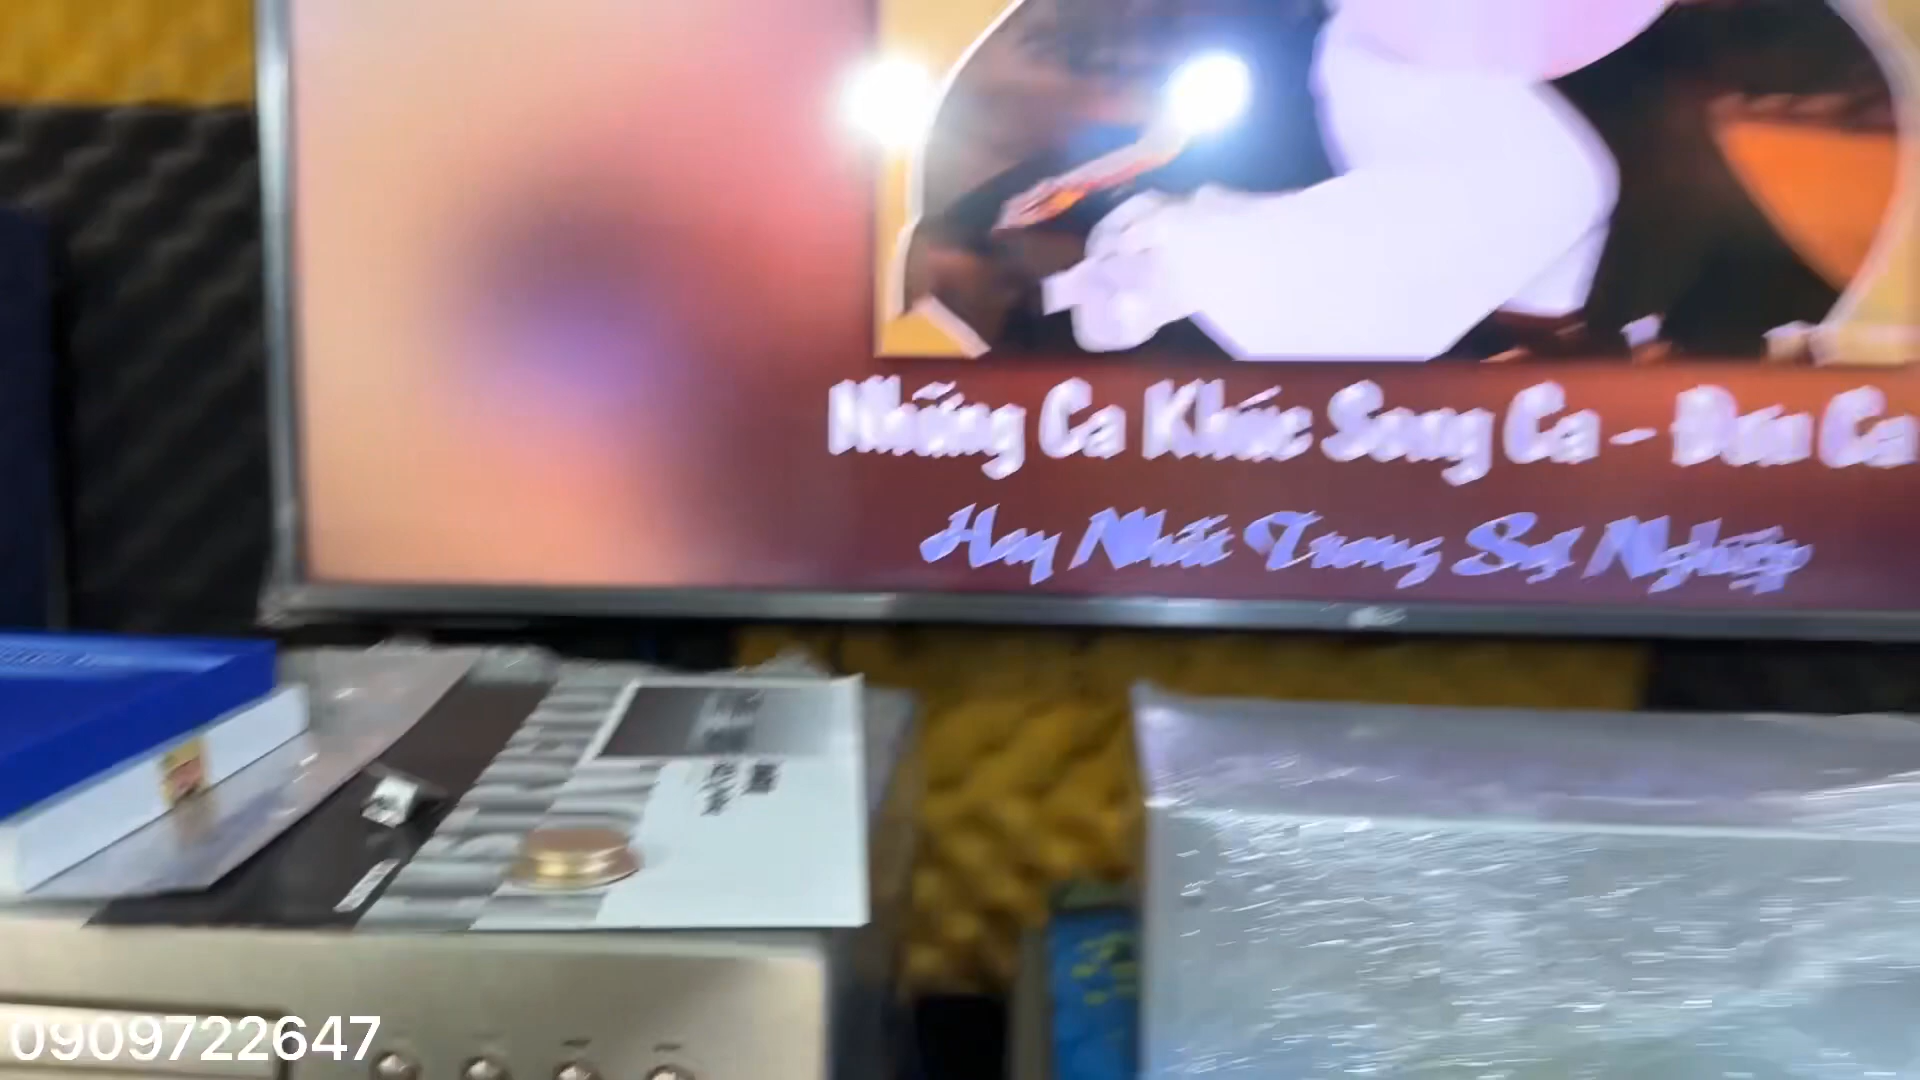 Những Ca Khúc Song Ca - Đơn Ca
Hay Nhất Trong Sự Nghiệp
0909722647